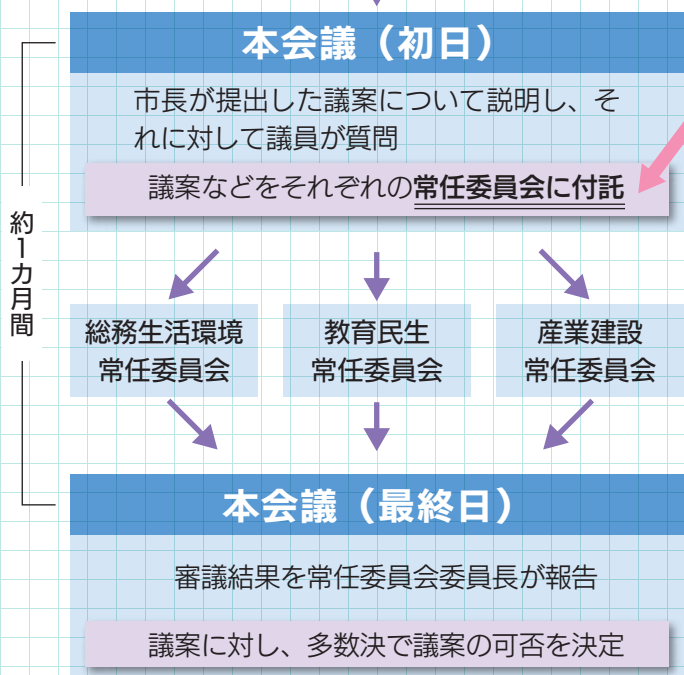 本会議（初日）
市長が提出した議案について説明し、そ
れに対して議員が質問
議案などをそれぞれの常任委員会に付託
約1カ月間
総務生活環境
常任委員会
教育民生
常任委員会
産業建設
常任委員会
本会議（最終日）
審議結果を常任委員会委員長が報告
議案に対し、多数決で議案の可否を決定